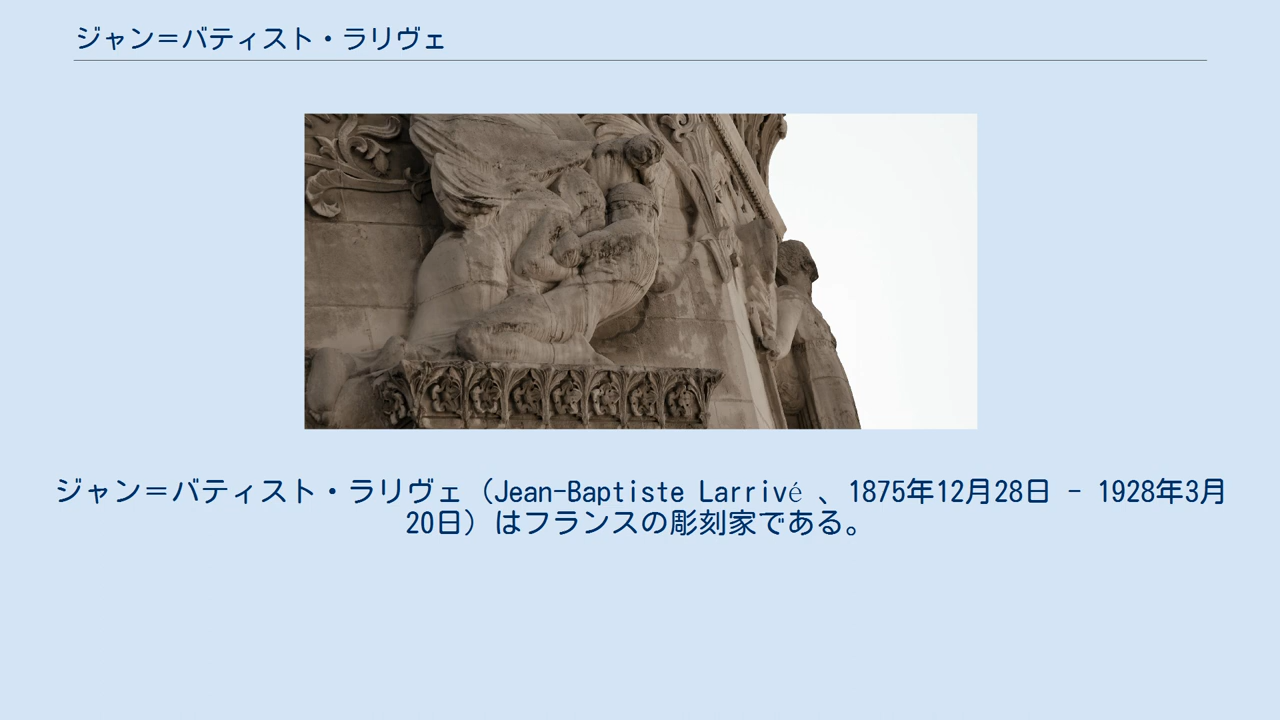 ジャン＝バティスト・ラリヴェ
ジャン＝バティスト・ラリヴェ（Jean-Baptiste Larrivé 、1875年12月28日 - 1928年3月
20日）はフランスの彫刻家である。